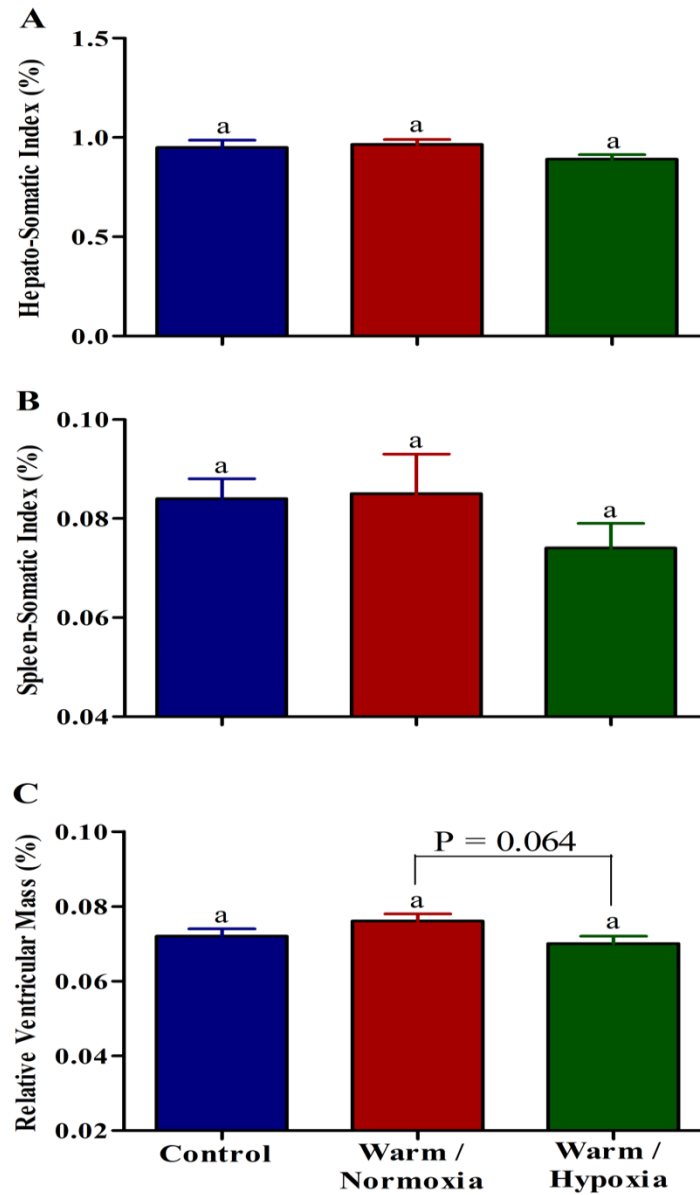 A
Hepato-Somatic Index (%)
1.5
1.0
0.5
0.0
a
a
a
B
Spleen-Somatic Index (%)
0.10
0.08
0.06
0.04
a
a
a
C
Relative Ventricular Mass (%)
0.10
0.08
0.06
0.04
0.02
P = 0.064
a
a
a
Control
Warm /
Normoxia
Warm /
Hypoxia